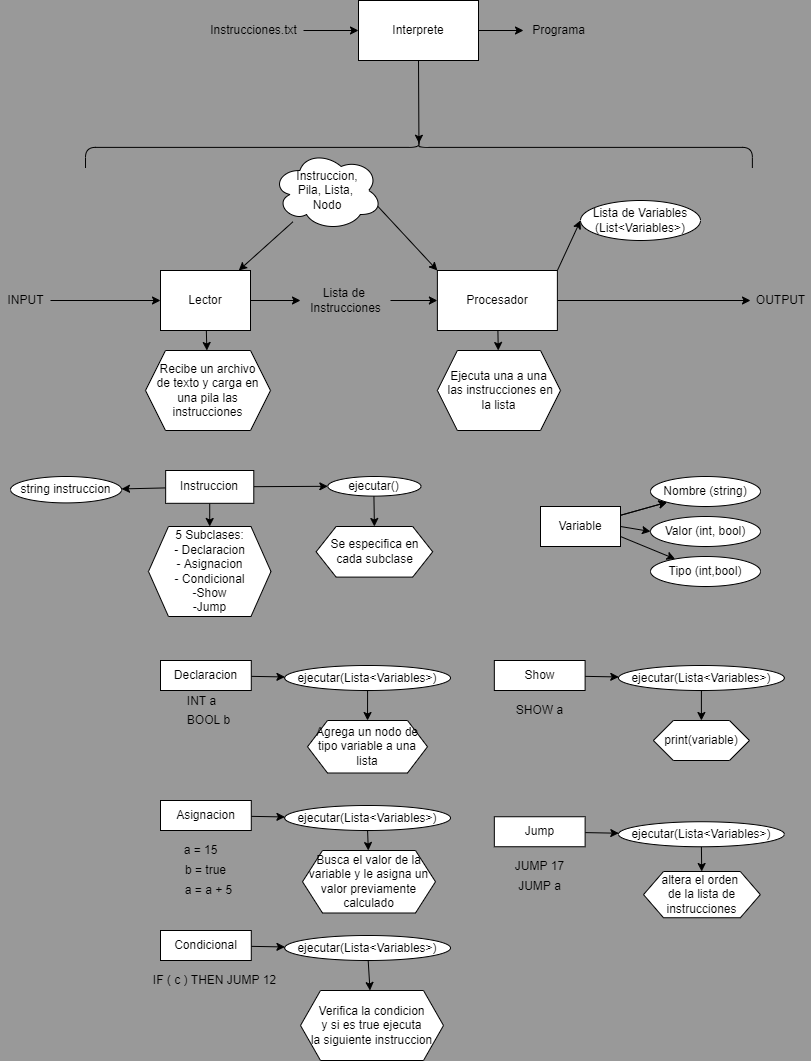 Instrucciones.txt
Interprete
Programa
Instruccion,
Pila, Lista,
Nodo
Lista de Variables
(List<Variables>)
INPUT
Lector
Lista de
Instrucciones
Procesador
OUTPUT
Recibe un archivo
de texto y carga en
una pila las
instrucciones
Ejecuta una a una
las instrucciones en
la lista
string instruccion
Instruccion
ejecutar()
5 Subclases:
- Declaracion
- Asignacion
- Condicional
-Show
-Jump
Se especifica en
cada subclase
Variable
Nombre (string)
Valor (int, bool)
Tipo (int,bool)
Declaracion
ejecutar(Lista<Variables>)
INT a
BOOL b
Agrega un nodo de
tipo variable a una
lista
Show
ejecutar(Lista<Variables>)
SHOW a
print(variable)
Asignacion
ejecutar(Lista<Variables>)
a = 15
b = true
a = a + 5
Busca el valor de la
variable y le asigna un
valor previamente
calculado
Jump
ejecutar(Lista<Variables>)
JUMP 17
JUMP a
altera el orden
de la lista de
instrucciones
Condicional
ejecutar(Lista<Variables>)
IF ( c ) THEN JUMP 12
Verifica la condicion
y si es true ejecuta
la siguiente instruccion